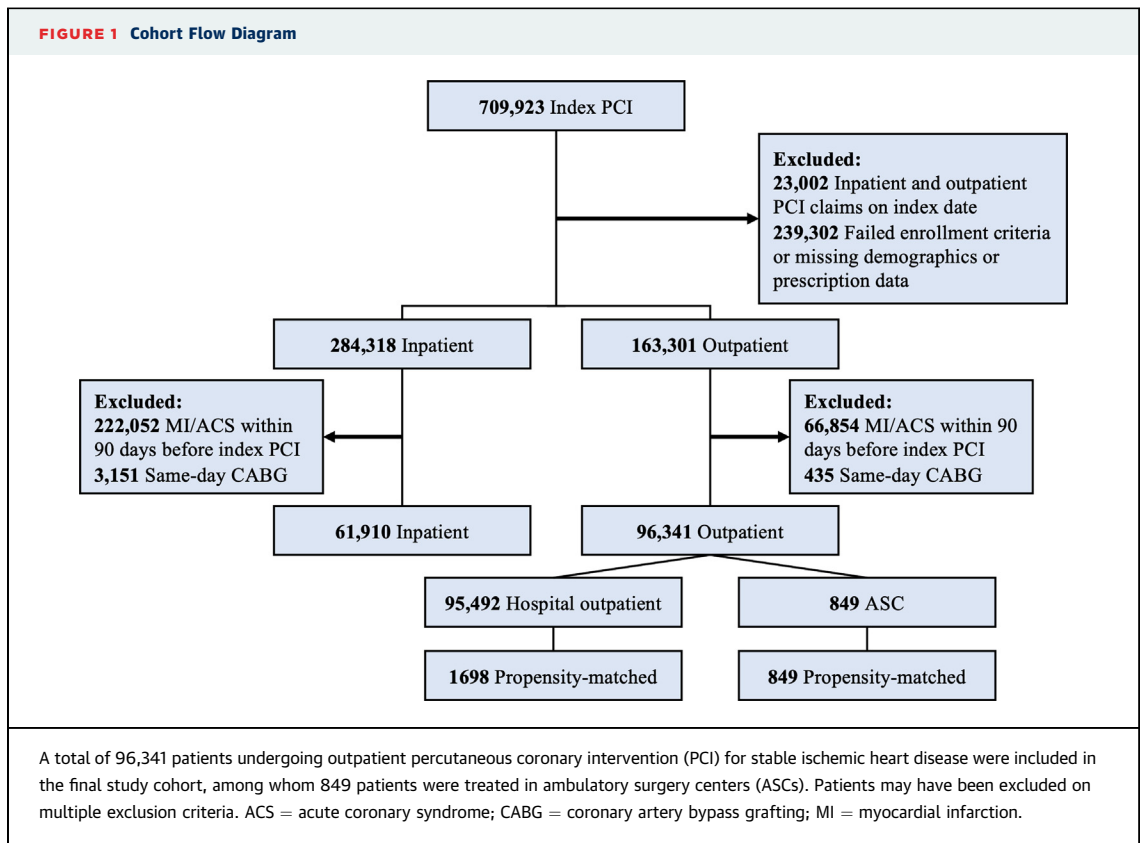 FIGURE 1 Cohort Flow Diagram
709,923 Index PCI
Excluded:
23,002 Inpatient and outpatient
PCI claims on index date
239,302 Failed enrollment criteria
or missing demographics or
prescription data
284,318 Inpatient
163,301 Outpatient
Excluded:
222,052 MI/ACS within
90 days before index PCI
3,151 Same-day CABG
Excluded:
66,854 MI/ACS within 90
days before index PCI
435 Same-day CABG
61,910 Inpatient
96,341 Outpatient
95,492 Hospital outpatient
849 ASC
1698 Propensity-matched
849 Propensity-matched
A total of 96,341 patients undergoing outpatient percutaneous coronary intervention (PCI) for stable ischemic heart disease were included in
the final study cohort, among whom 849 patients were treated in ambulatory surgery centers (ASCs). Patients may have been excluded on
multiple exclusion criteria. ACS = acute coronary syndrome; CABG = coronary artery bypass grafting; MI = myocardial infarction.